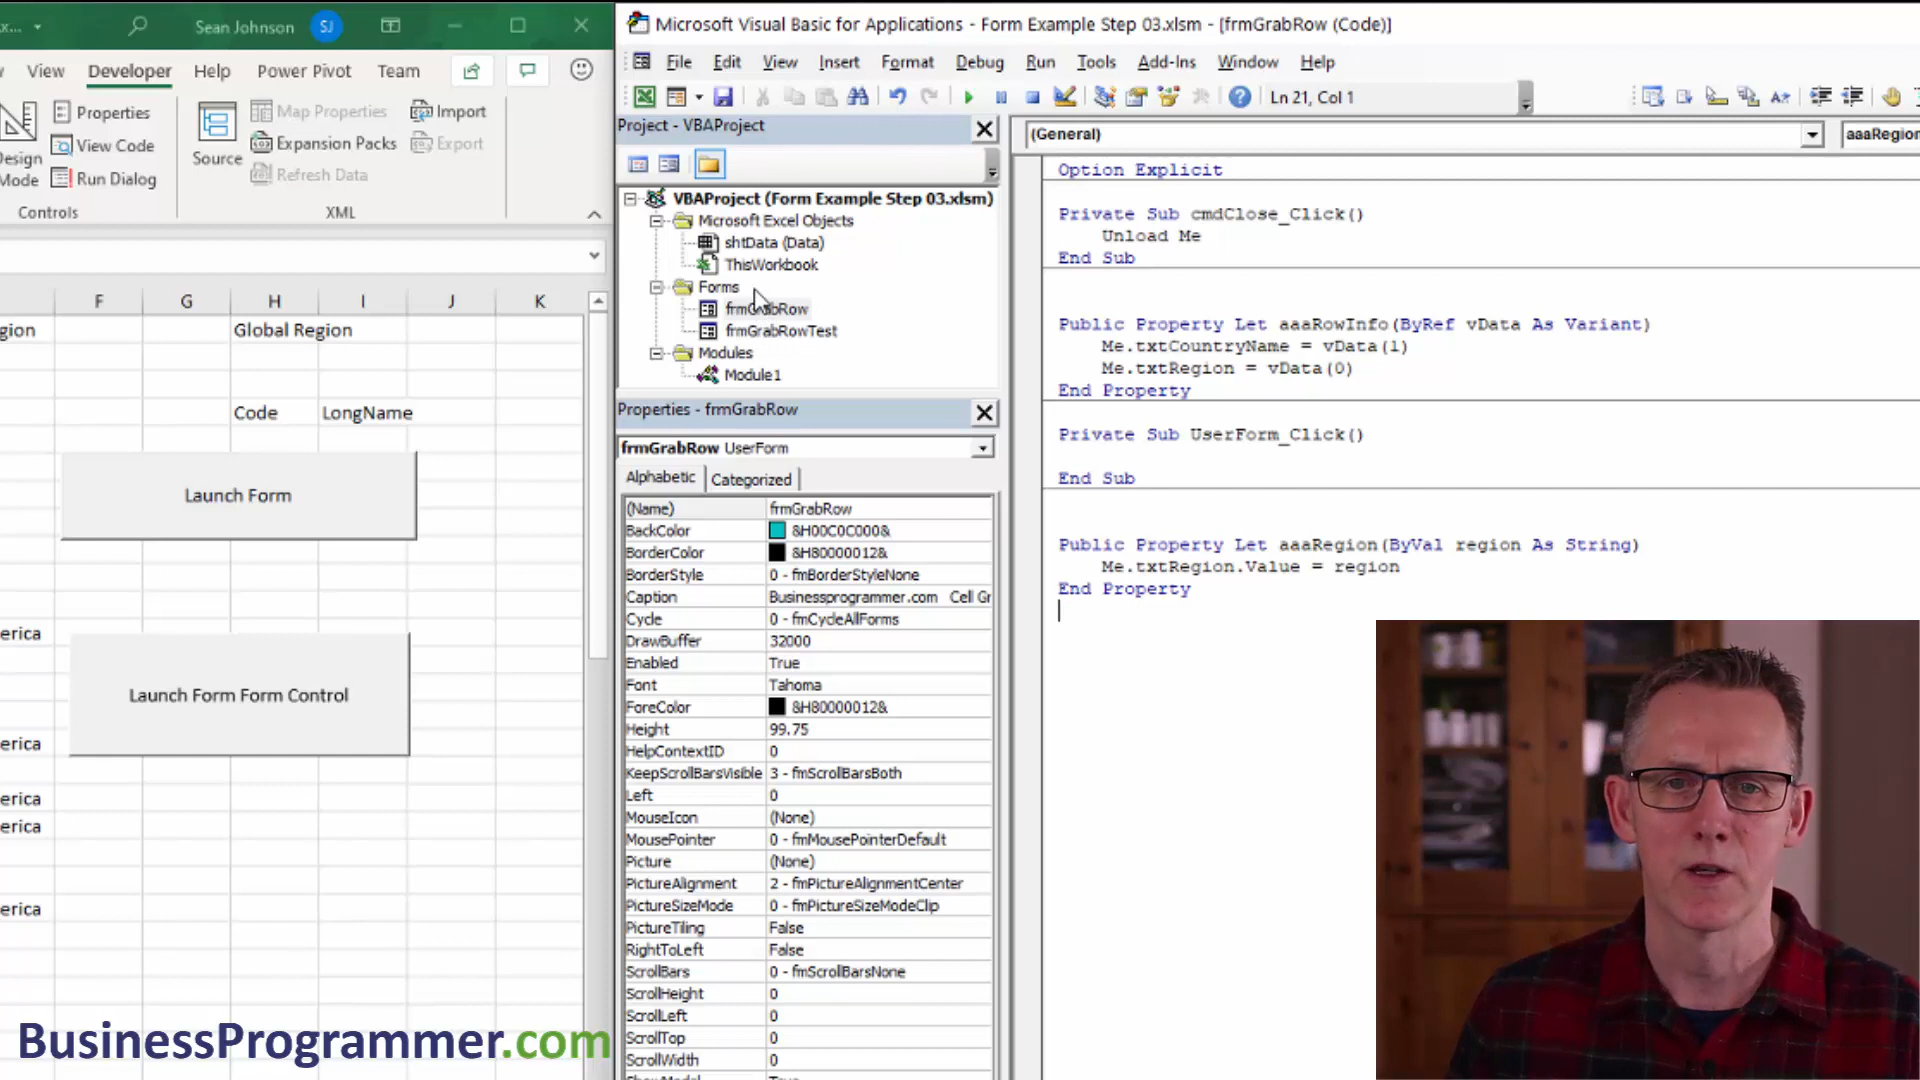 x...
Sean Johnson
SJ
View Developer Help Power Pivot Team
Design Mode
Properties
View Code
Run Dialog
Controls
Source
Map Properties
Expansion Packs
Refresh Data
Import
Export
XML
F G H I J K
gion
Global Region
Code LongName
Launch Form
erica
Launch Form Form Control
erica
erica
erica
erica
BusinessProgrammer.com
Microsoft Visual Basic for Applications - Form Example Step 03.xlsm - [frmGrabRow (Code)]
File Edit View Insert Format Debug Run Tools Add-Ins Window Help
Ln 21, Col 1
Project - VBAProject
VBAProject (Form Example Step 03.xlsm)
Microsoft Excel Objects
shtData (Data)
ThisWorkbook
Forms
frmGrabRow
frmGrabRowTest
Modules
Module1
Properties - frmGrabRow
frmGrabRow UserForm
Alphabetic Categorized
(Name) frmGrabRow
BackColor &H00C0C000&
BorderColor &H80000012&
BorderStyle 0 - fmBorderStyleNone
Caption Businessprogrammer.com Cell Gr
Cycle 0 - fmCycleAllForms
DrawBuffer 32000
Enabled True
Font Tahoma
ForeColor &H80000012&
Height 99.75
HelpContextID 0
KeepScrollBarsVisible 3 - fmScrollBarsBoth
Left 0
MouseIcon (None)
MousePointer 0 - fmMousePointerDefault
Picture (None)
PictureAlignment 2 - fmPictureAlignmentCenter
PictureSizeMode 0 - fmPictureSizeModeClip
PictureTiling False
RightToLeft False
ScrollBars 0 - fmScrollBarsNone
ScrollHeight 0
ScrollLeft 0
ScrollTop 0
ScrollWidth 0
ShowModal True
(General)
aaaRegion
Option Explicit
Private Sub cmdClose_Click()
Unload Me
End Sub
Public Property Let aaaRowInfo(ByRef vData As Variant)
Me.txtCountryName = vData(1)
Me.txtRegion = vData(0)
End Property
Private Sub UserForm_Click()
End Sub
Public Property Let aaaRegion(ByVal region As String)
Me.txtRegion.Value = region
End Property